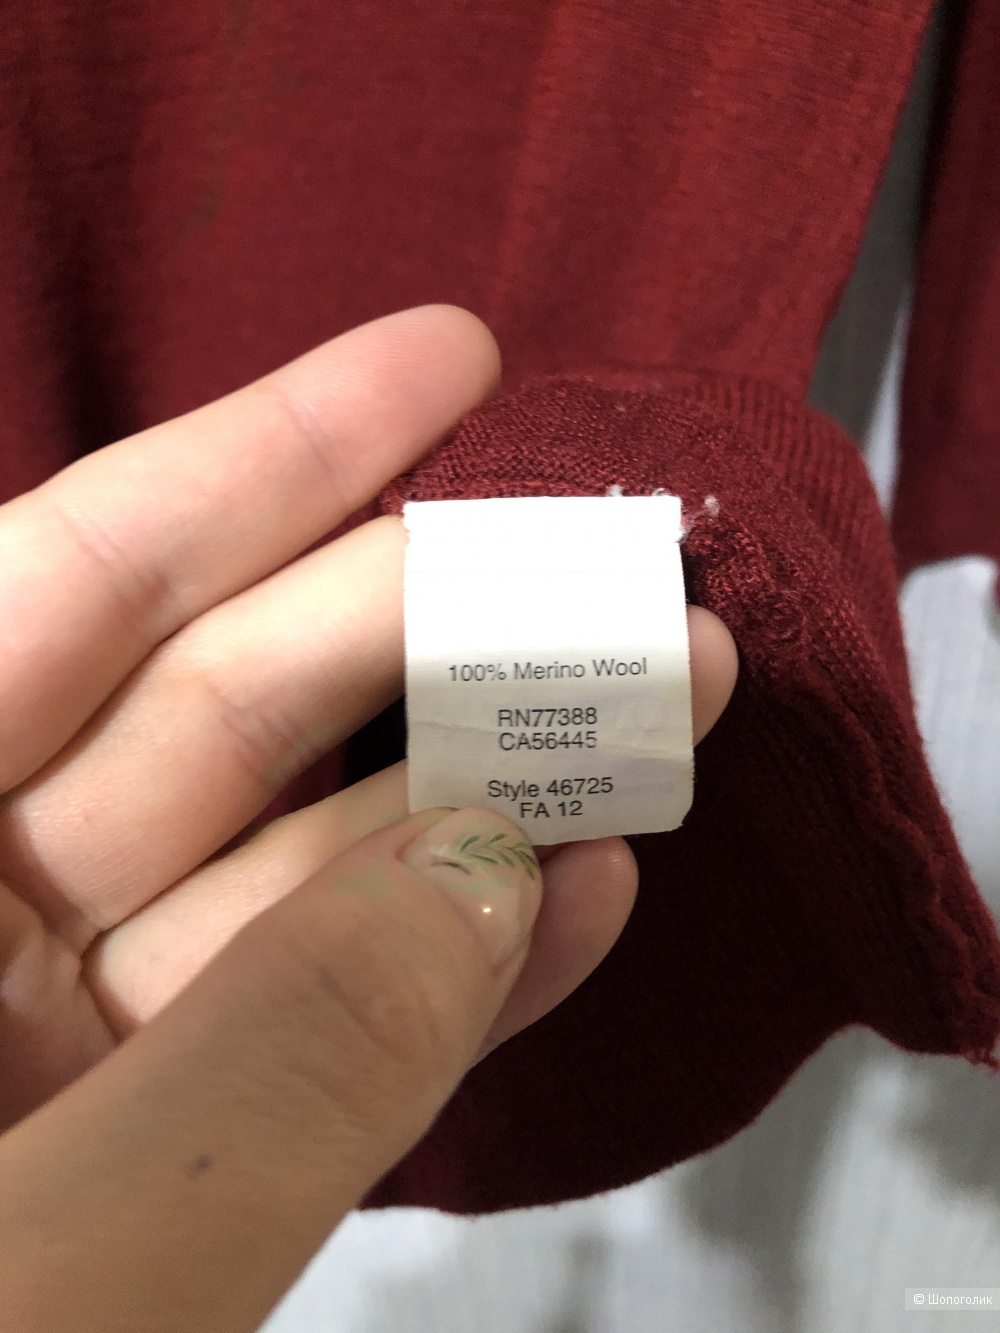 100% Merino Wool
RN77388
CA56445
Style 46725
FA 12
© Шопоголик